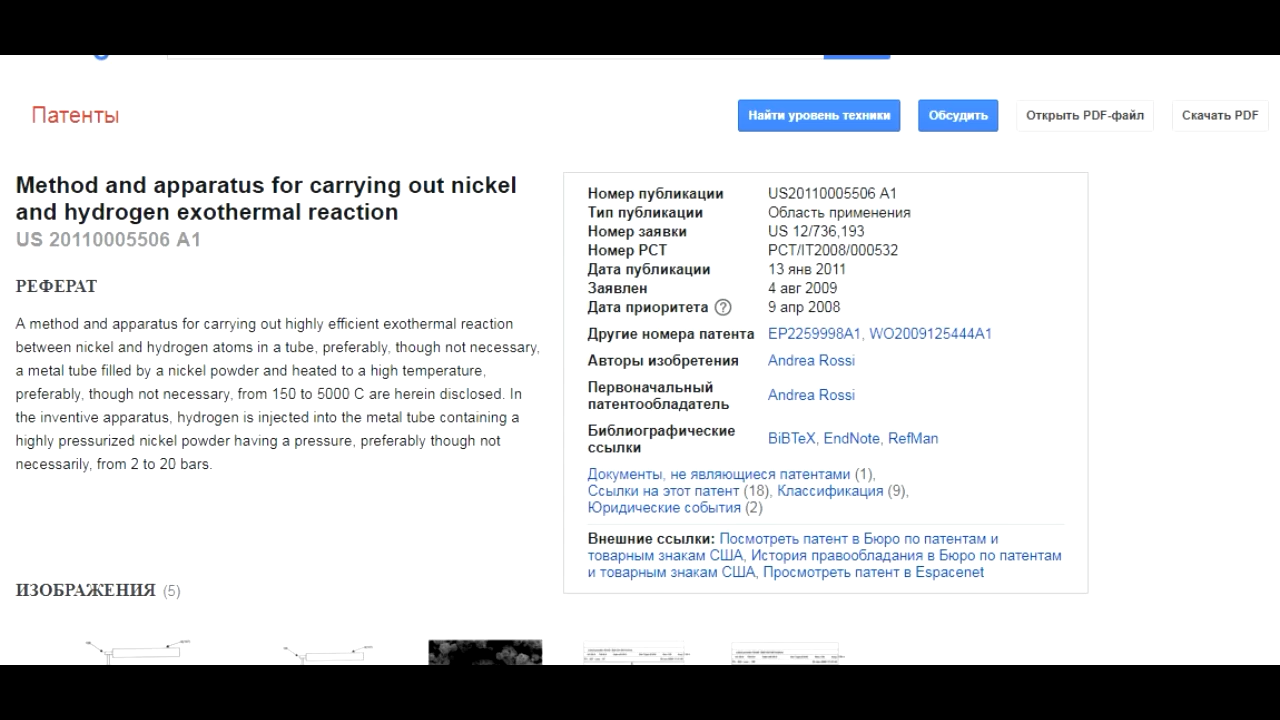 Патенты
Найти уровень техники
Обсудить
Открыть PDF-файл
Скачать PDF
Method and apparatus for carrying out nickel
and hydrogen exothermal reaction
US 20110005506 A1
РЕФЕРАТ
A method and apparatus for carrying out highly efficient exothermal reaction
between nickel and hydrogen atoms in a tube, preferably, though not necessary,
a metal tube filled by a nickel powder and heated to a high temperature,
preferably, though not necessary, from 150 to 5000 C are herein disclosed. In
the inventive apparatus, hydrogen is injected into the metal tube containing a
highly pressurized nickel powder having a pressure, preferably though not
necessarily, from 2 to 20 bars.
Номер публикации US20110005506 A1
Тип публикации Область применения
Номер заявки US 12/736,193
Номер PCT PCT/IT2008/000532
Дата публикации 13 янв 2011
Заявлен 4 авг 2009
Дата приоритета ? 9 апр 2008
Другие номера патента EP2259998A1, WO2009125444A1
Авторы изобретения Andrea Rossi
Первоначальный
патентообладатель Andrea Rossi
Библиографические
ссылки BiBTeX, EndNote, RefMan
Документы, не являющиеся патентами (1),
Ссылки на этот патент (18), Классификация (9),
Юридические события (2)
Внешние ссылки: Посмотреть патент в Бюро по патентам и
товарным знакам США, История правообладания в Бюро по патентам
и товарным знакам США, Просмотреть патент в Espacenet
ИЗОБРАЖЕНИЯ (5)